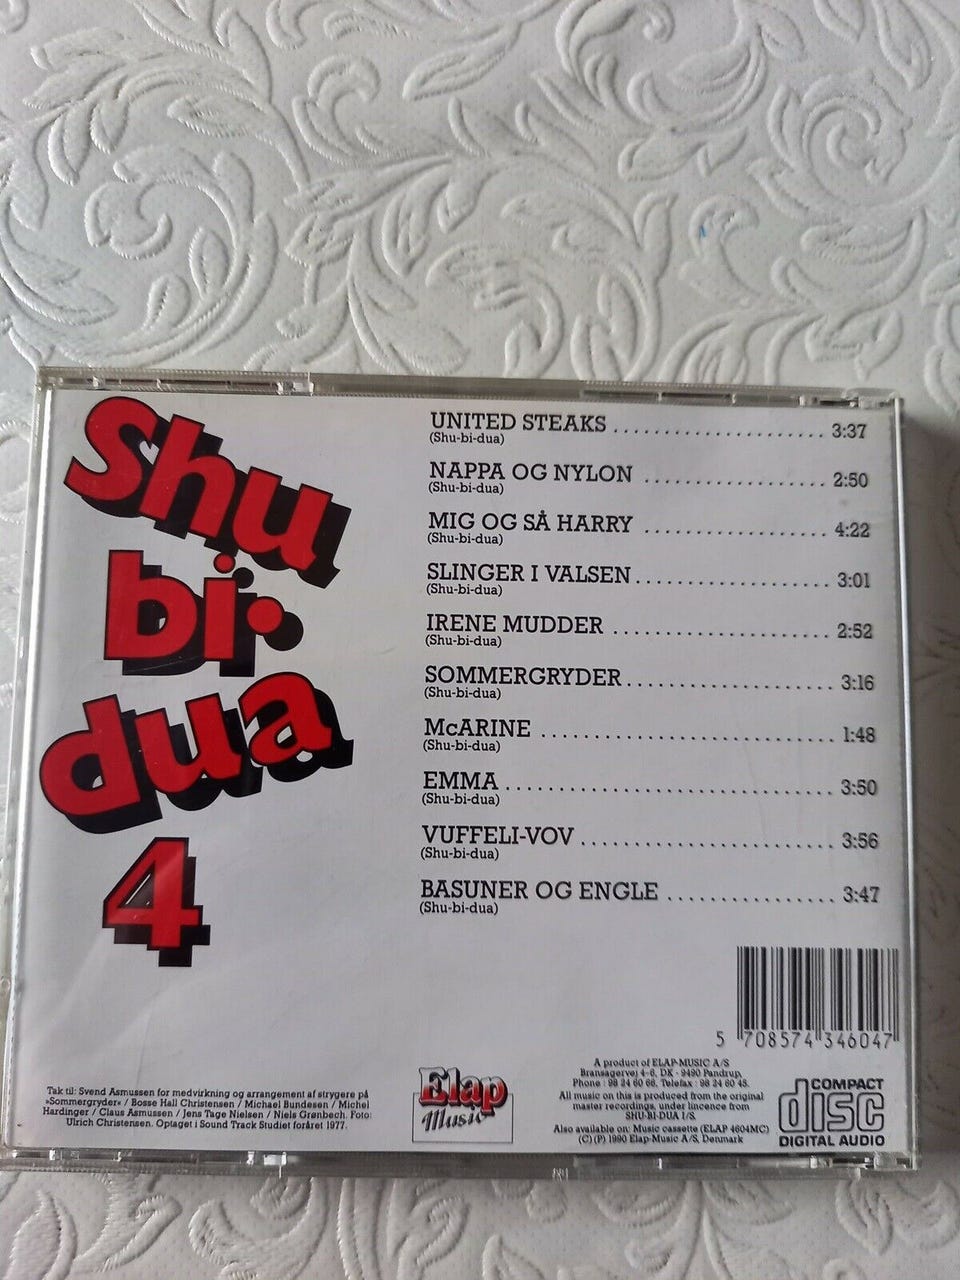 Shu
bi·
dua
4
UNITED STEAKS .................... 3:37
(Shu-bi-dua)
NAPPA OG NYLON ................. 2:50
(Shu-bi-dua)
MIG OG SÅ HARRY ................. 4:22
(Shu-bi-dua)
SLINGER I VALSEN .................. 3:01
(Shu-bi-dua)
IRENE MUDDER .................... 2:52
(Shu-bi-dua)
SOMMERGRYDER ................... 3:16
(Shu-bi-dua)
McARINE ........................... 1:48
(Shu-bi-dua)
EMMA .............................. 3:50
(Shu-bi-dua)
VUFFELI-VOV ....................... 3:56
(Shu-bi-dua)
BASUNER OG ENGLE ................ 3:47
(Shu-bi-dua)
5 708574 346047
Tak til: Svend Asmussen for medvirkning og arrangement af strygere på
»Sommergryder« / Bosse Hall Christensen / Michael Bundesen / Michel
Hardinger / Claus Asmussen / Jens Tage Nielsen / Niels Grønbech. Foto:
Ulrich Christensen. Optaget i Sound Track Studiet foråret 1977.
Elap
Music
A product of ELAP-MUSIC A/S
Bransagervej 4-6, DK - 9490 Pandrup,
Phone : 98 24 60 66. Telefax : 98 24 60 45.
All music on this is produced from the original
master recordings, under lincence from
SHU-BI-DUA I/S.
Also available on: Music cassette (ELAP 4604MC)
(C) (P) 1990 Elap-Music A/S, Denmark
COMPACT
disc
DIGITAL AUDIO